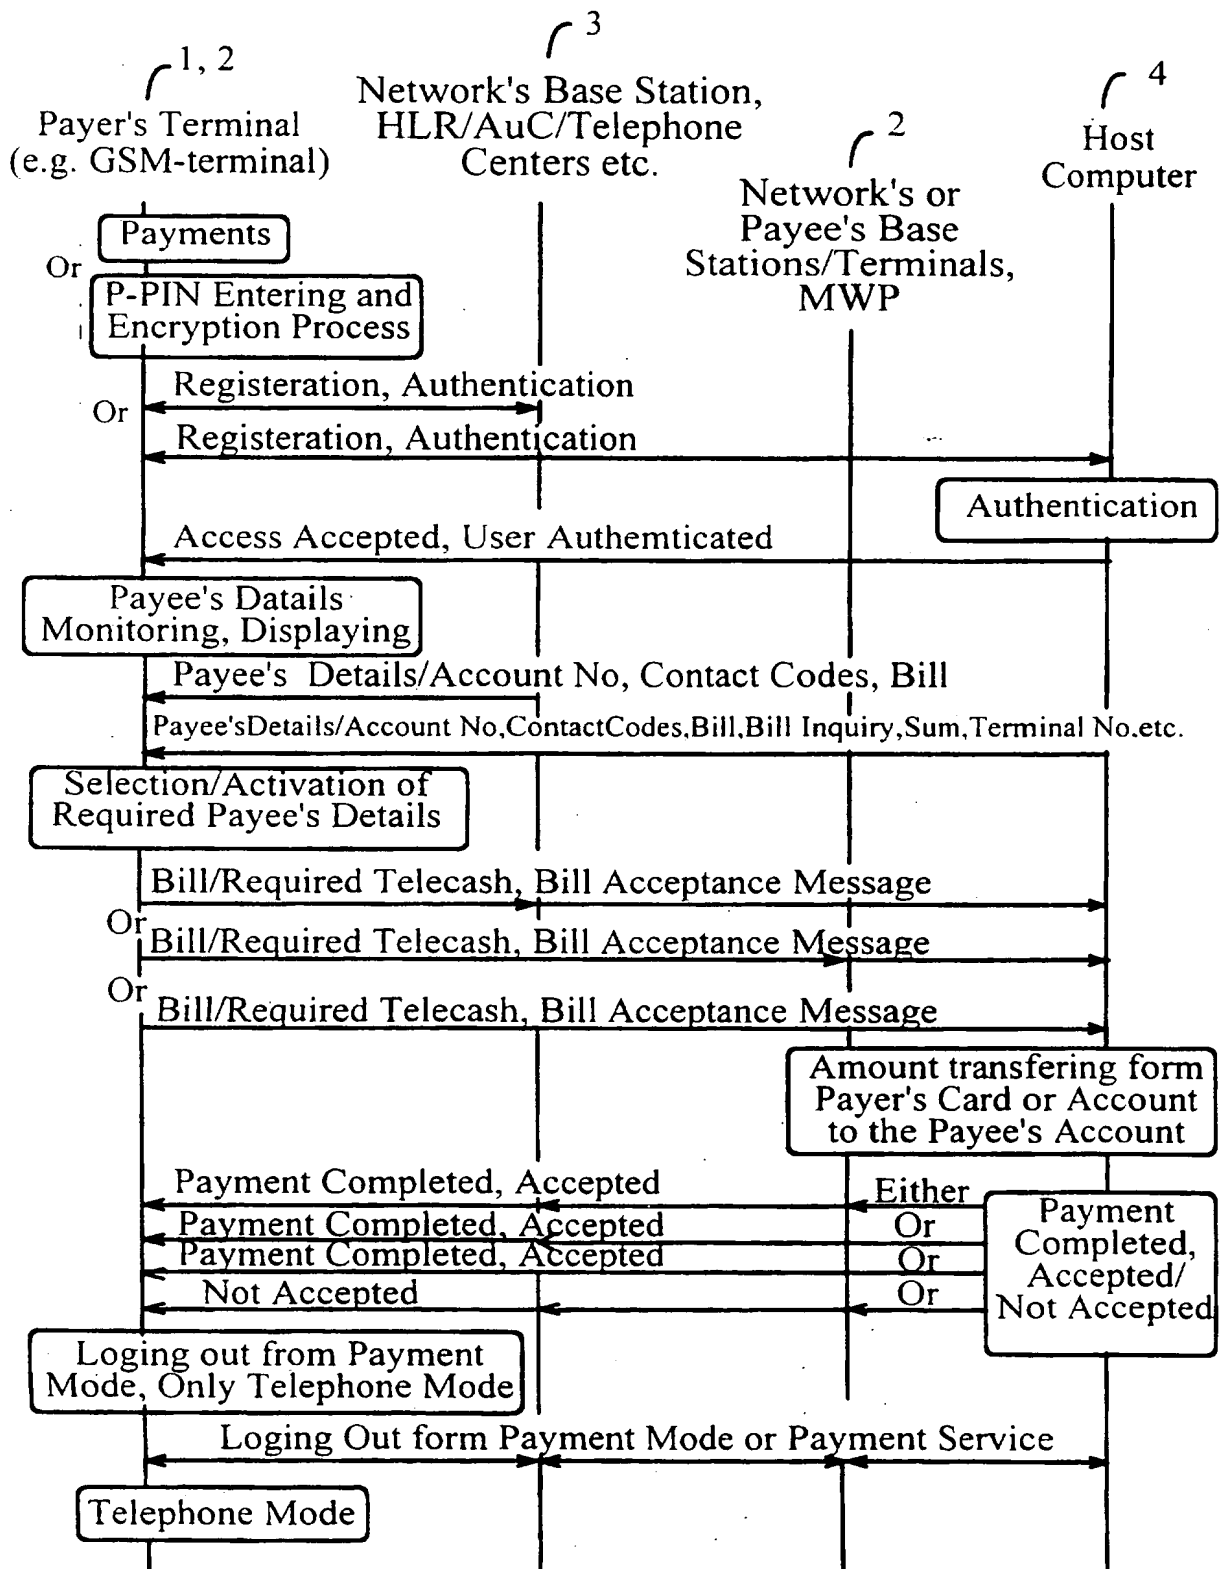 1, 2
3
2
4
Payer's Terminal
(e.g. GSM-terminal)
Network's Base Station,
HLR/AuC/Telephone
Centers etc.
Network's or
Payee's Base
Stations/Terminals,
MWP
Host
Computer
Payments
Or
P-PIN Entering and
Encryption Process
Registeration, Authentication
Or
Registeration, Authentication
Authentication
Access Accepted, User Authemticated
Payee's Datails
Monitoring, Displaying
Payee's Details/Account No, Contact Codes, Bill
Payee'sDetails/Account No,ContactCodes,Bill,Bill Inquiry,Sum,Terminal No.etc.
Selection/Activation of
Required Payee's Details
Bill/Required Telecash, Bill Acceptance Message
Or
Bill/Required Telecash, Bill Acceptance Message
Or
Bill/Required Telecash, Bill Acceptance Message
Amount transfering form
Payer's Card or Account
to the Payee's Account
Payment Completed, Accepted
Either
Payment Completed, Accepted
Or
Payment Completed, Accepted
Or
Not Accepted
Or
Payment
Completed,
Accepted/
Not Accepted
Loging out from Payment
Mode, Only Telephone Mode
Loging Out form Payment Mode or Payment Service
Telephone Mode